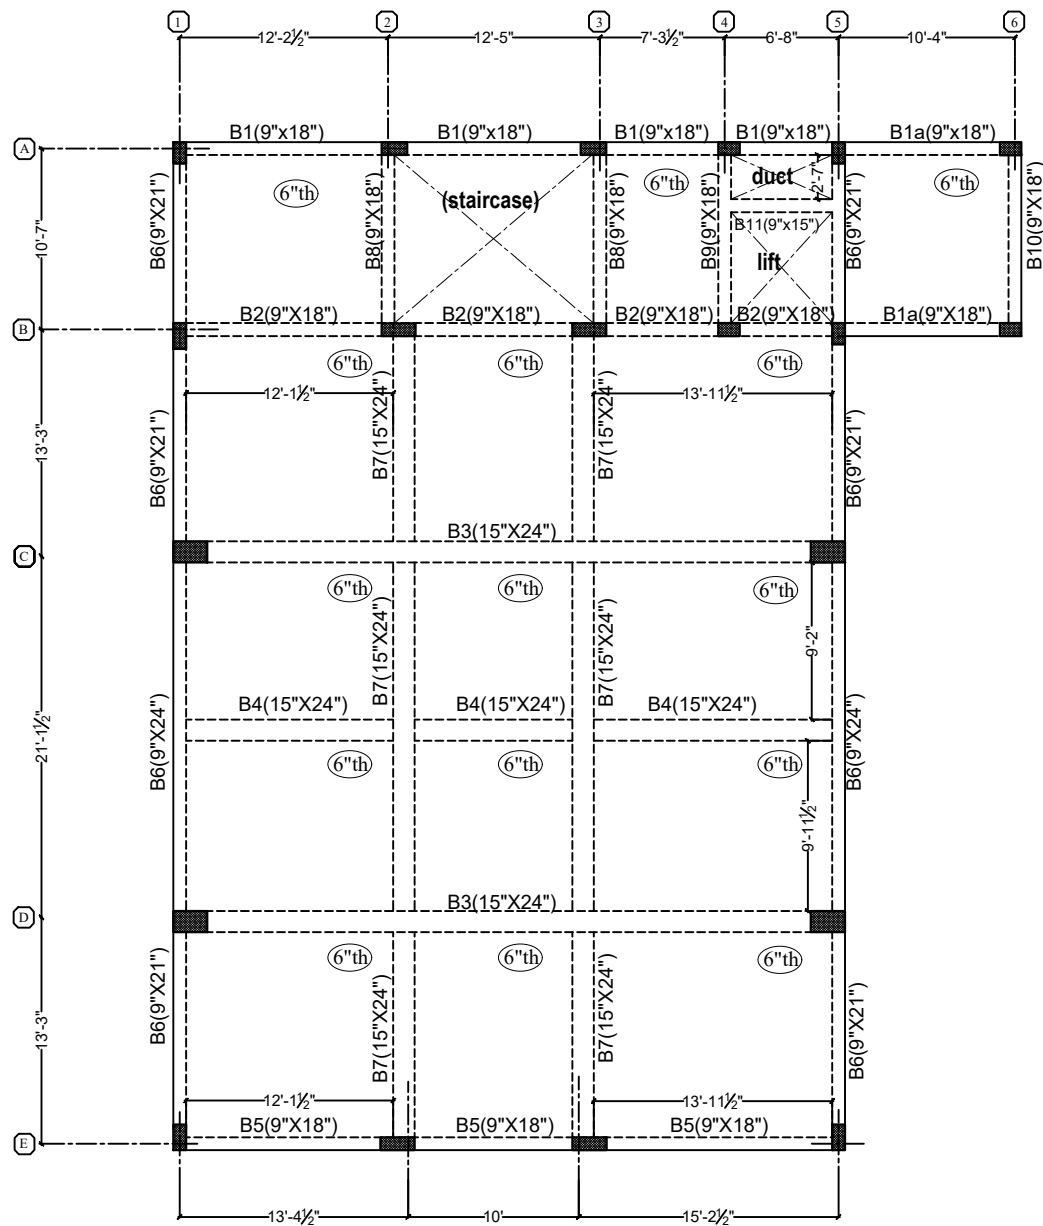 1 2 3 4 5 6
12'-2½" 12'-5" 7'-3½" 6'-8" 10'-4"
B1(9"x18") B1(9"x18") B1(9"x18") B1(9"x18") B1a(9"x18")
A
6"th (staircase) 6"th duct 2'-7" 6"th
10'-7"
B6(9"X21") B8(9"X18") B8(9"X18") B9(9"X18") B6(9"X21") B10(9"X18")
B11(9"x15")
lift
B2(9"X18") B2(9"X18") B2(9"X18") B2(9"X18") B1a(9"X18")
B
6"th 6"th 6"th
12'-1½" 13'-11½"
13'-3"
B6(9"X21") B7(15"X24") B7(15"X24") B6(9"X21")
B3(15"X24")
C
6"th 6"th 6"th
B7(15"X24") B7(15"X24") 9'-2"
B4(15"X24") B4(15"X24") B4(15"X24")
21'-1½"
B6(9"X24") B6(9"X24")
6"th 6"th 6"th
9'-11½"
B3(15"X24")
D
6"th 6"th 6"th
B6(9"X21") B7(15"X24") B7(15"X24") B6(9"X21")
13'-3"
12'-1½" 13'-11½"
B5(9"X18") B5(9"X18") B5(9"X18")
E
13'-4½" 10' 15'-2½"